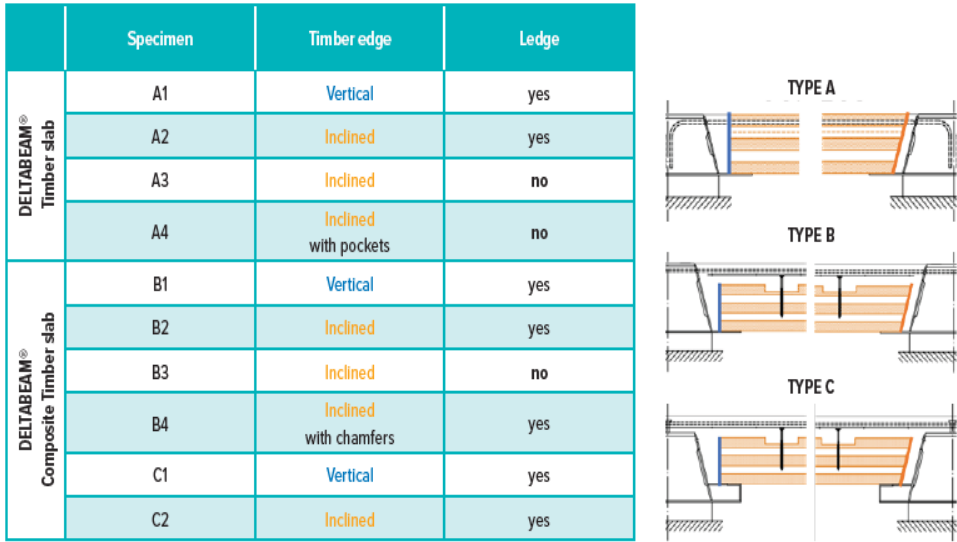 Specimen Timber edge Ledge
DELTABEAM®
Timber slab
A1 Vertical yes
A2 Inclined yes
A3 Inclined no
A4 Inclined
with pockets no
DELTABEAM®
Composite Timber slab
B1 Vertical yes
B2 Inclined yes
B3 Inclined no
B4 Inclined
with chamfers yes
C1 Vertical yes
C2 Inclined yes
TYPE A
TYPE B
TYPE C